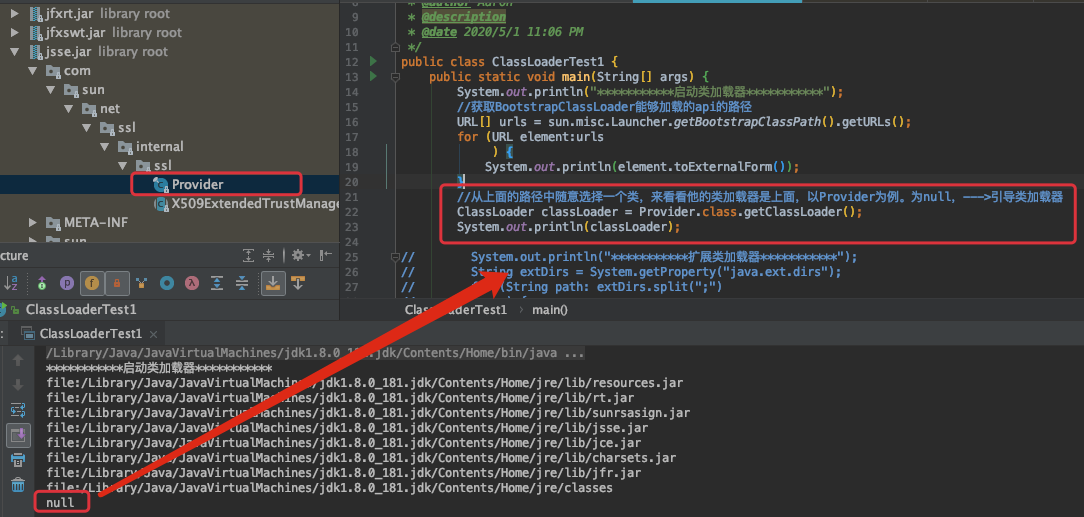 jfxrt.jar library root
jfxswt.jar library root
jsse.jar library root
com
sun
net
ssl
internal
ssl
Provider
X509ExtendedTrustManage
META-INF
cture
ClassLoaderTest1
9 * @description
10 * @date 2020/5/1 11:06 PM
11 */
12 public class ClassLoaderTest1 {
13 public static void main(String[] args) {
14 System.out.println("***********启动类加载器***********");
15 //获取BootstrapClassLoader能够加载的api的路径
16 URL[] urls = sun.misc.Launcher.getBootstrapClassPath().getURLs();
17 for (URL element:urls
18 ) {
19 System.out.println(element.toExternalForm());
20 }
21 //从上面的路径中随意选择一个类，来看看他的类加载器是上面，以Provider为例。为null，--->引导类加载器
22 ClassLoader classLoader = Provider.class.getClassLoader();
23 System.out.println(classLoader);
24
25 // System.out.println("***********扩展类加载器***********");
26 // String extDirs = System.getProperty("java.ext.dirs");
27 // (String path: extDirs.split(";")
ClassLoaderTest1 › main()
ClassLoaderTest1 ×
/Library/Java/JavaVirtualMachines/jdk1.8.0_181.jdk/Contents/Home/bin/java ...
***********启动类加载器***********
file:/Library/Java/JavaVirtualMachines/jdk1.8.0_181.jdk/Contents/Home/jre/lib/resources.jar
file:/Library/Java/JavaVirtualMachines/jdk1.8.0_181.jdk/Contents/Home/jre/lib/rt.jar
file:/Library/Java/JavaVirtualMachines/jdk1.8.0_181.jdk/Contents/Home/jre/lib/sunrsasign.jar
file:/Library/Java/JavaVirtualMachines/jdk1.8.0_181.jdk/Contents/Home/jre/lib/jsse.jar
file:/Library/Java/JavaVirtualMachines/jdk1.8.0_181.jdk/Contents/Home/jre/lib/jce.jar
file:/Library/Java/JavaVirtualMachines/jdk1.8.0_181.jdk/Contents/Home/jre/lib/charsets.jar
file:/Library/Java/JavaVirtualMachines/jdk1.8.0_181.jdk/Contents/Home/jre/lib/jfr.jar
file:/Library/Java/JavaVirtualMachines/jdk1.8.0_181.jdk/Contents/Home/jre/classes
null